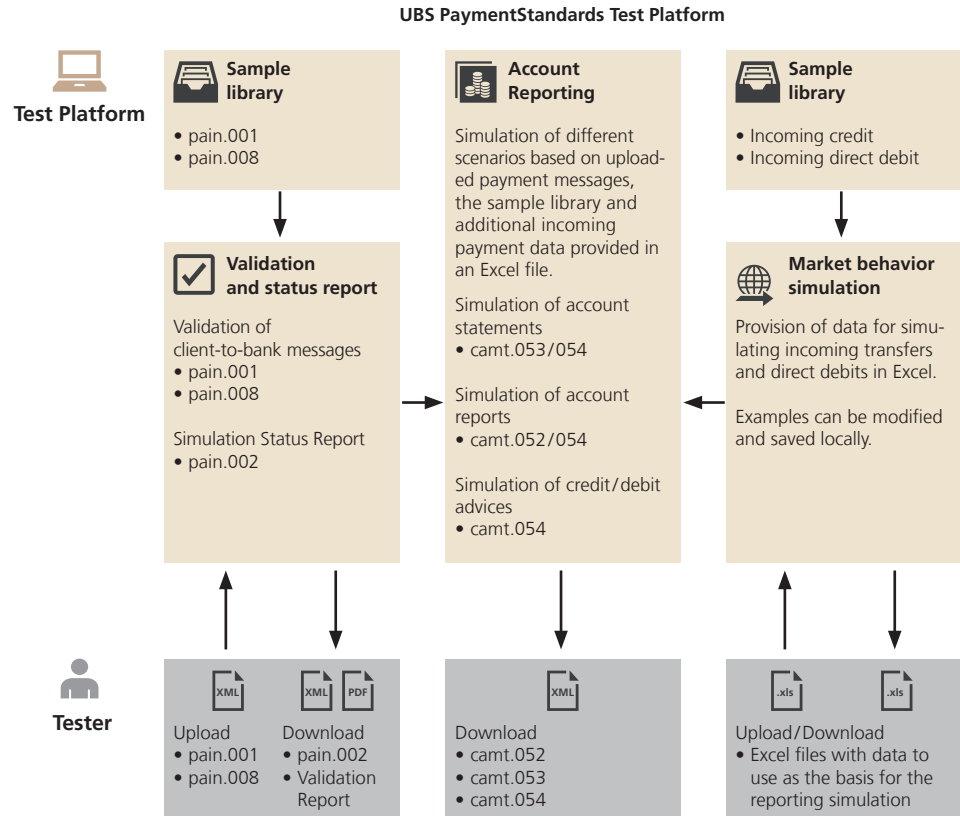 UBS PaymentStandards Test Platform
Test Platform
Sample
library
• pain.001
• pain.008
Validation
and status report
Validation of
client-to-bank messages
• pain.001
• pain.008
Simulation Status Report
• pain.002
Account
Reporting
Simulation of different
scenarios based on upload-
ed payment messages,
the sample library and
additional incoming
payment data provided in
an Excel file.
Simulation of account
statements
• camt.053/054
Simulation of account
reports
• camt.052/054
Simulation of credit/debit
advices
• camt.054
Sample
library
• Incoming credit
• Incoming direct debit
Market behavior
simulation
Provision of data for simu-
lating incoming transfers
and direct debits in Excel.
Examples can be modified
and saved locally.
Tester
XML
Upload
• pain.001
• pain.008
XML PDF
Download
• pain.002
• Validation
Report
XML
Download
• camt.052
• camt.053
• camt.054
.xls .xls
Upload/Download
• Excel files with data to
use as the basis for the
reporting simulation